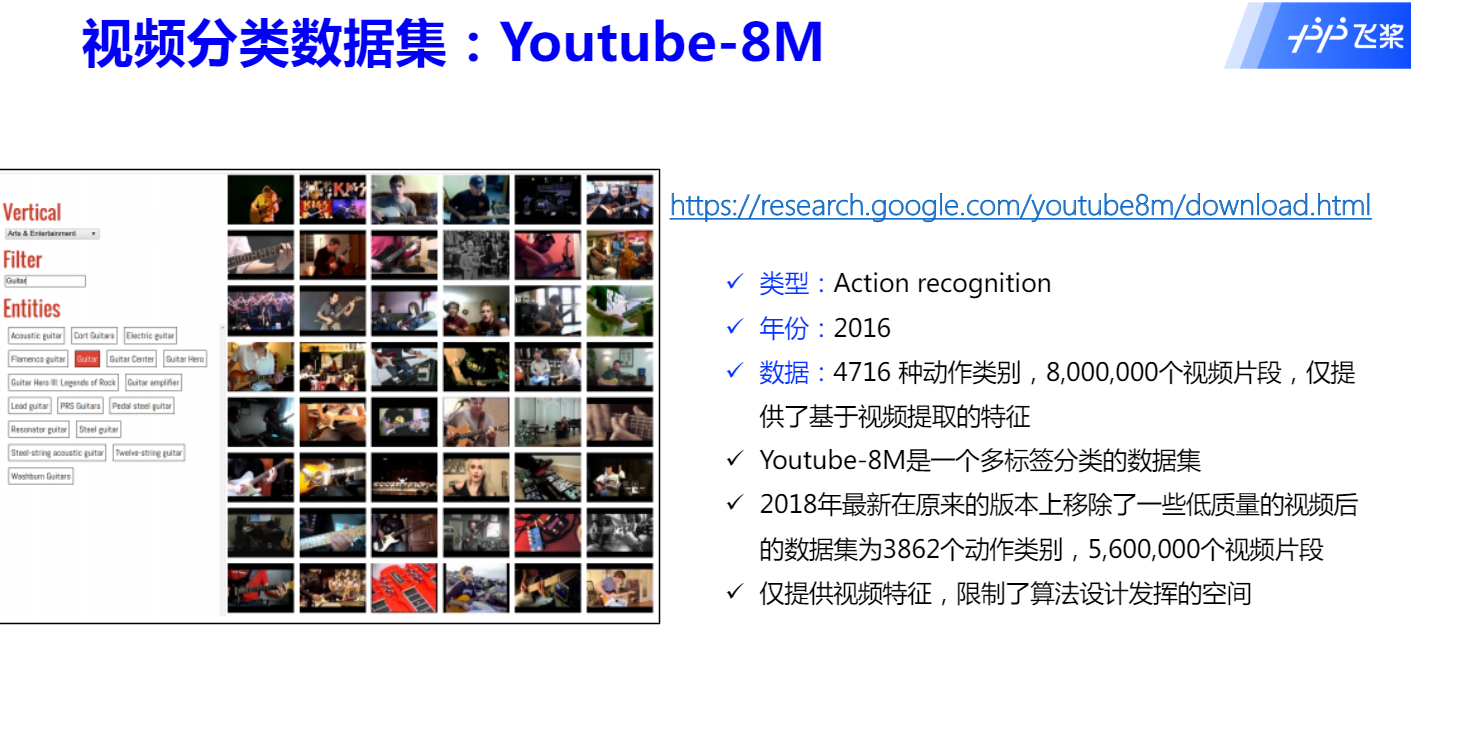 视频分类数据集：Youtube-8M
飞桨
Vertical
Arts & Entertainment
Filter
Guitar
Entities
Acoustic guitar Cort Guitars Electric guitar
Flamenco guitar Guitar Guitar Center Guitar Hero
Guitar Hero III: Legends of Rock Guitar amplifier
Lead guitar PRS Guitars Pedal steel guitar
Resonator guitar Steel guitar
Steel-string acoustic guitar Twelve-string guitar
Washburn Guitars
https://research.google.com/youtube8m/download.html
✓ 类型：Action recognition
✓ 年份：2016
✓ 数据：4716 种动作类别，8,000,000个视频片段，仅提
供了基于视频提取的特征
✓ Youtube-8M是一个多标签分类的数据集
✓ 2018年最新在原来的版本上移除了一些低质量的视频后
的数据集为3862个动作类别，5,600,000个视频片段
✓ 仅提供视频特征，限制了算法设计发挥的空间